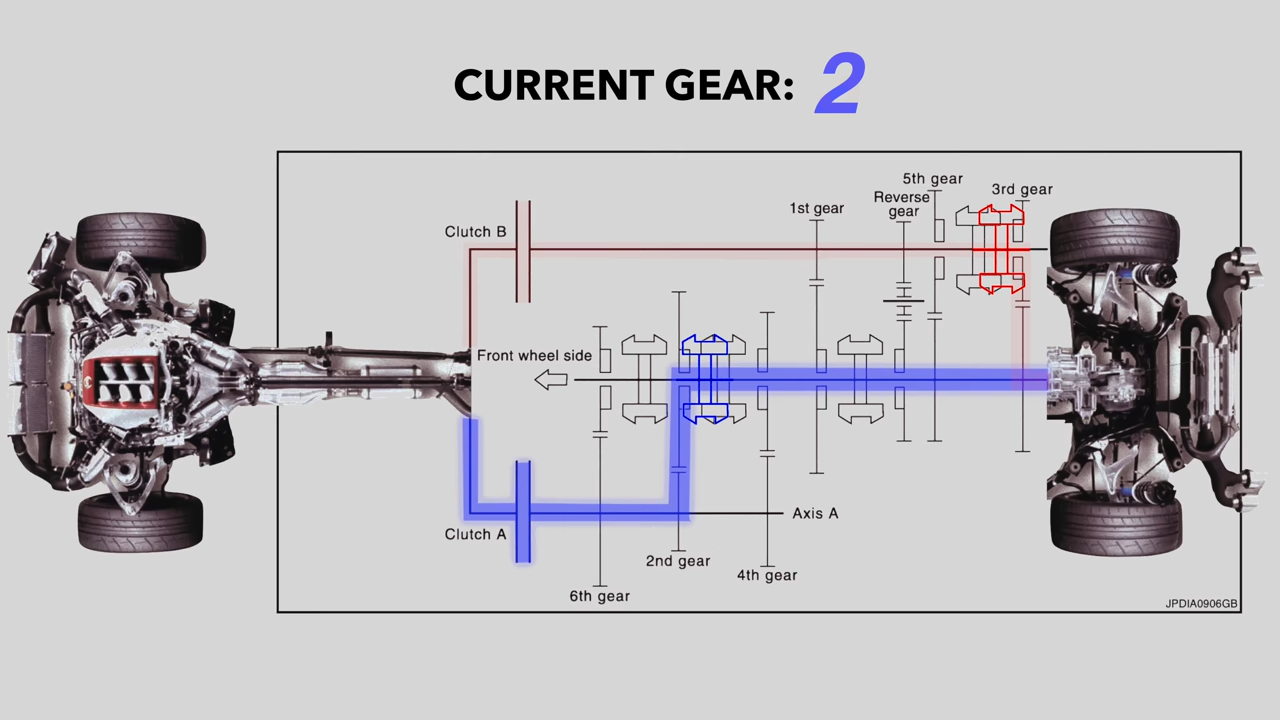 CURRENT GEAR: 2
5th gear
3rd gear
Reverse
gear
1st gear
Clutch B
Front wheel side
Axis A
Clutch A
2nd gear
4th gear
6th gear
JPDIA0906GB